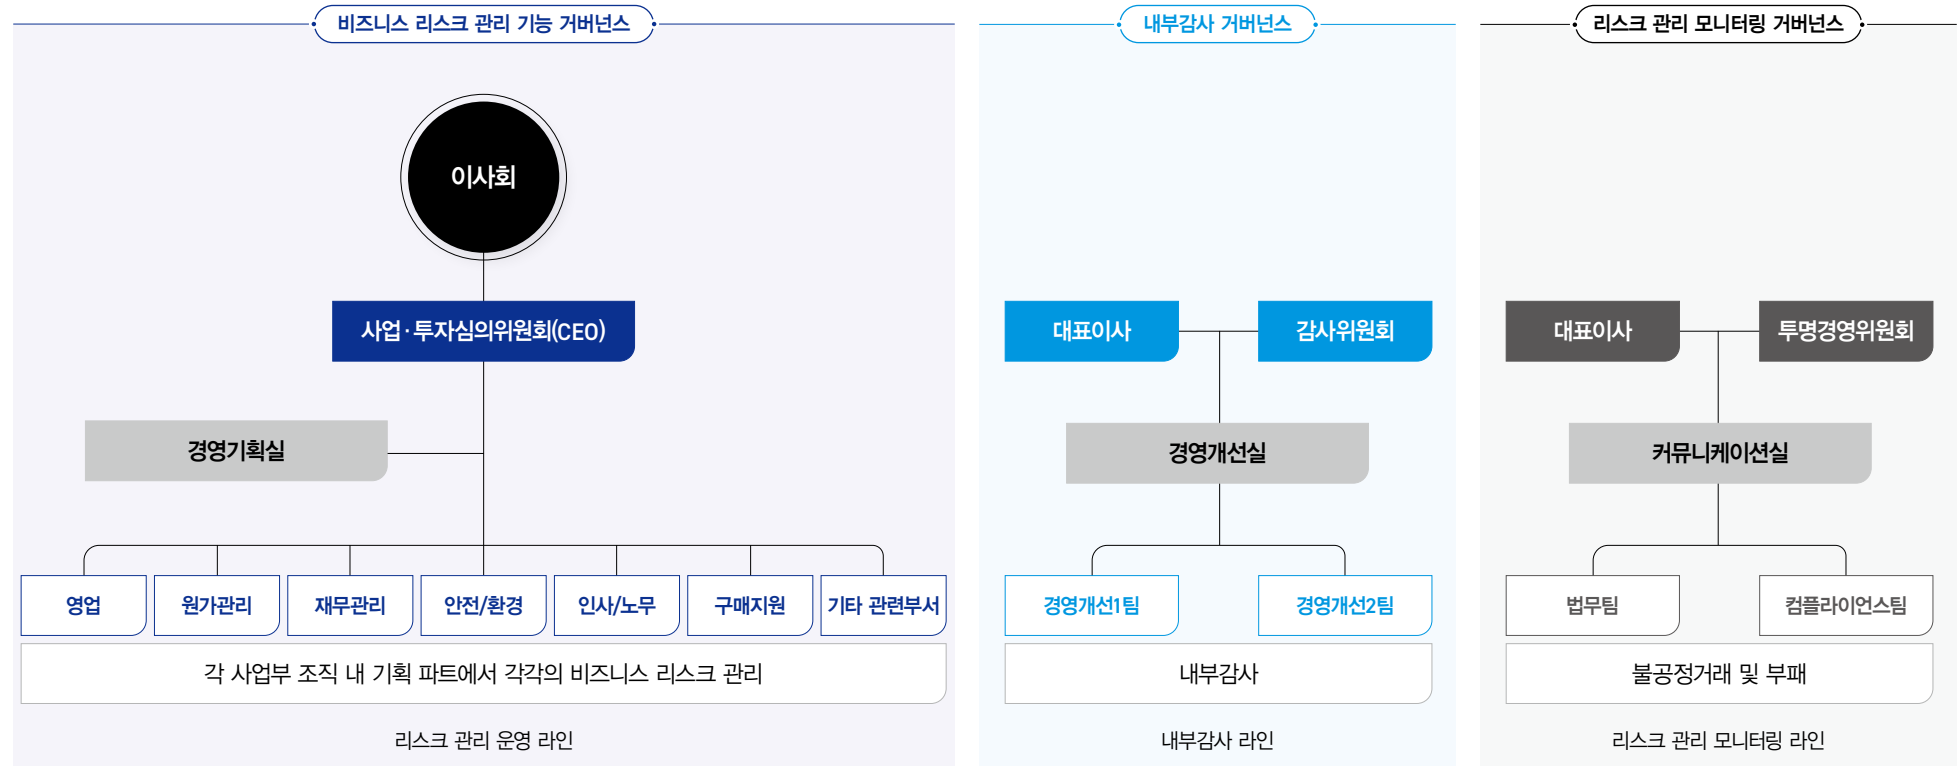 비즈니스 리스크 관리 기능 거버넌스
이사회
사업·투자심의위원회(CEO)
경영기획실
영업
원가관리
재무관리
안전/환경
인사/노무
구매지원
기타 관련부서
각 사업부 조직 내 기획 파트에서 각각의 비즈니스 리스크 관리
리스크 관리 운영 라인
내부감사 거버넌스
대표이사
감사위원회
경영개선실
경영개선1팀
경영개선2팀
내부감사
내부감사 라인
리스크 관리 모니터링 거버넌스
대표이사
투명경영위원회
커뮤니케이션실
법무팀
컴플라이언스팀
불공정거래 및 부패
리스크 관리 모니터링 라인